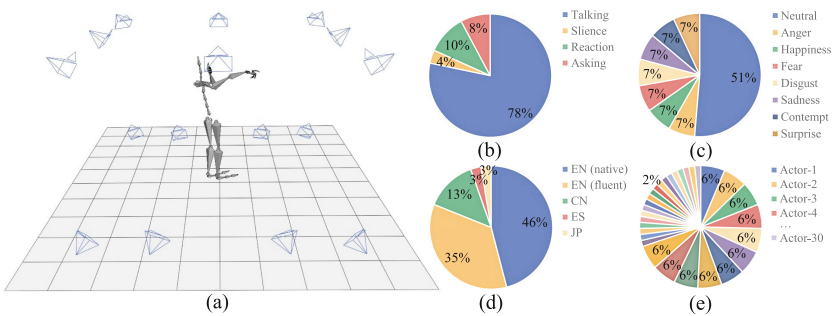 Talking
Slience
Reaction
Asking
8%
10%
4%
78%
(b)
Neutral
Anger
Happiness
Fear
Disgust
Sadness
Contempt
Surprise
7%
7%
7%
7%
7%
7%
7%
51%
(c)
EN (native)
EN (fluent)
CN
ES
JP
3%
3%
13%
46%
35%
(d)
Actor-1
Actor-2
Actor-3
Actor-4
...
Actor-30
2%
6%
6%
6%
6%
6%
6%
6%
6%
6%
6%
6%
(e)
(a)